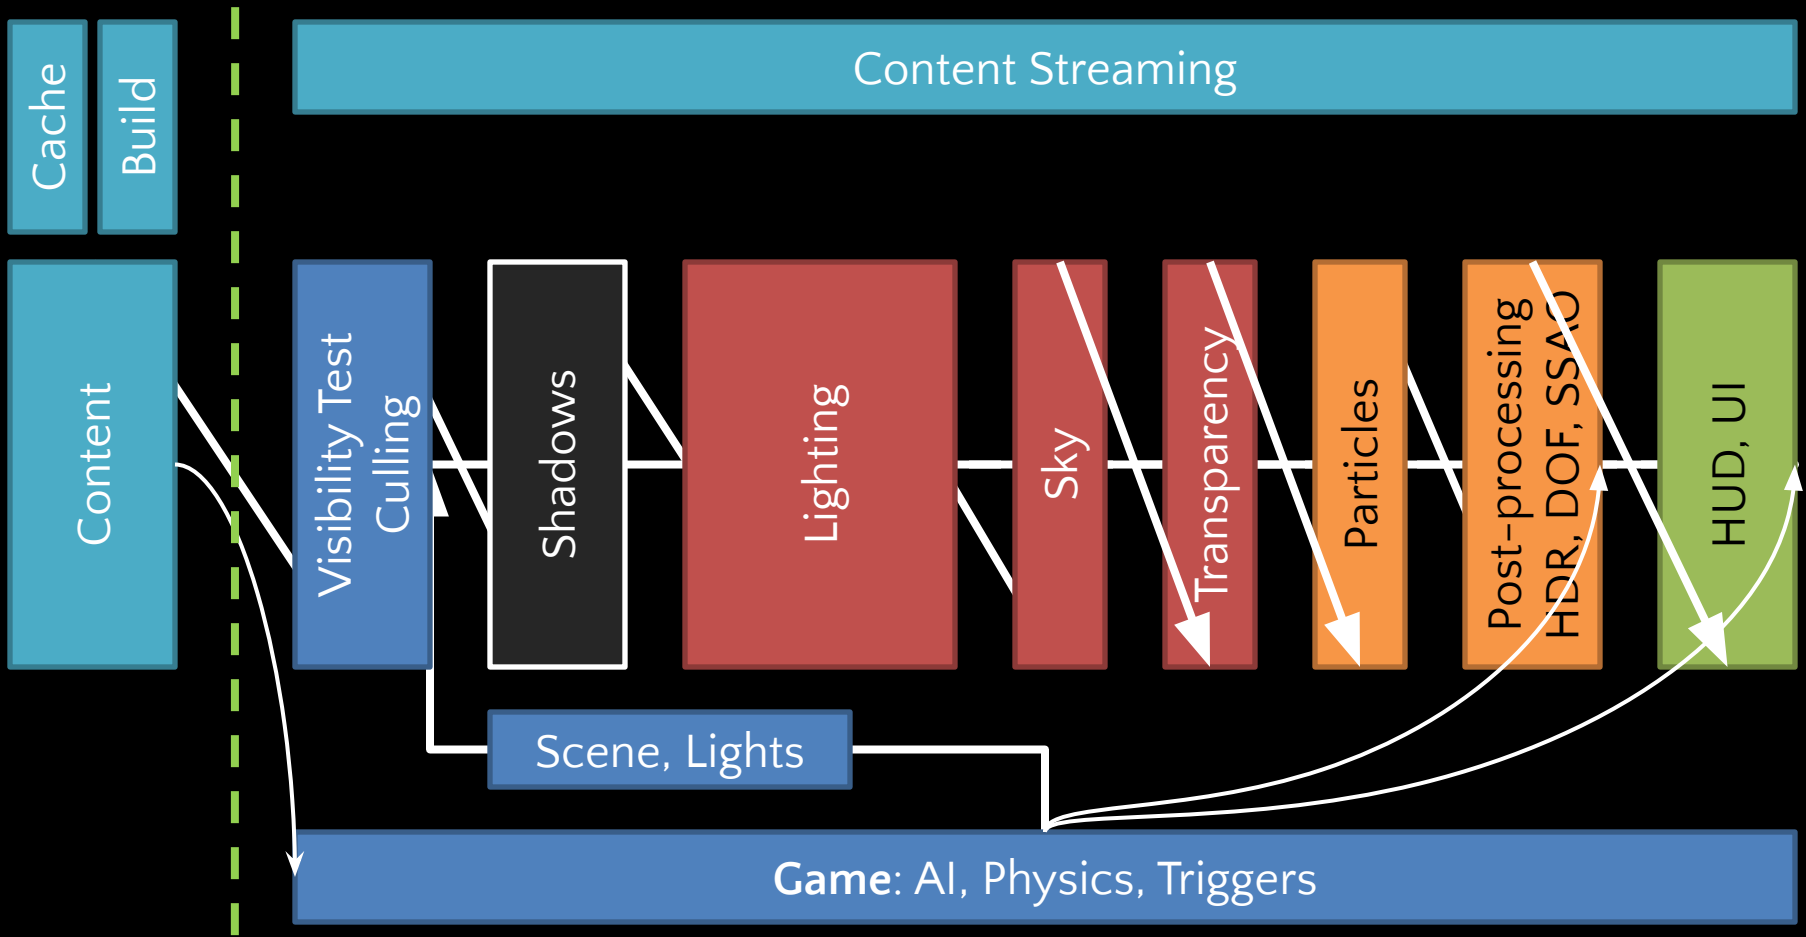 Cache
Build
Content Streaming
Content
Visibility Test
Culling
Shadows
Lighting
Sky
Transparency
Particles
Post-processing
HDR, DOF, SSAO
HUD, UI
Scene, Lights
Game: AI, Physics, Triggers